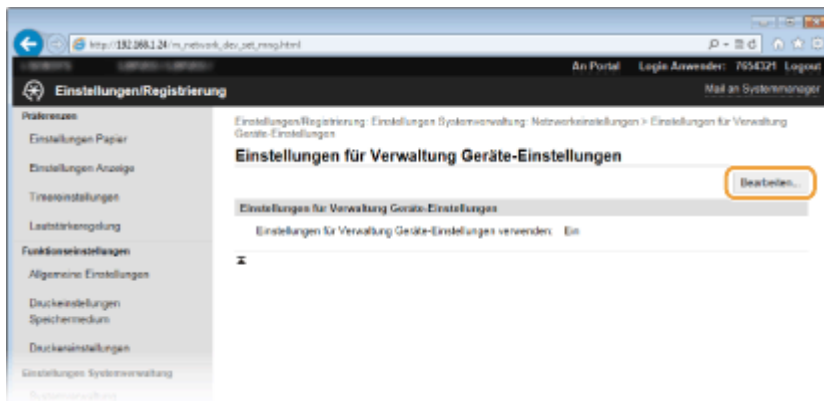 http://192.168.1.24/m_network_dev_set_mng.html
An Portal Login Anwender: 7654321 Logout
Einstellungen/Registrierung
Mail an Systemmanager
Präferenzen
Einstellungen Papier
Einstellungen Anzeige
Timereinstellungen
Lautstärkeregelung
Funktionseinstellungen
Allgemeine Einstellungen
Druckeinstellungen
Speichermedium
Druckereinstellungen
Einstellungen Systemverwaltung
Einstellungen/Registrierung: Einstellungen Systemverwaltung: Netzwerkeinstellungen > Einstellungen für Verwaltung
Geräte-Einstellungen
Einstellungen für Verwaltung Geräte-Einstellungen
Bearbeiten...
Einstellungen für Verwaltung Geräte-Einstellungen
Einstellungen für Verwaltung Geräte-Einstellungen verwenden: Ein